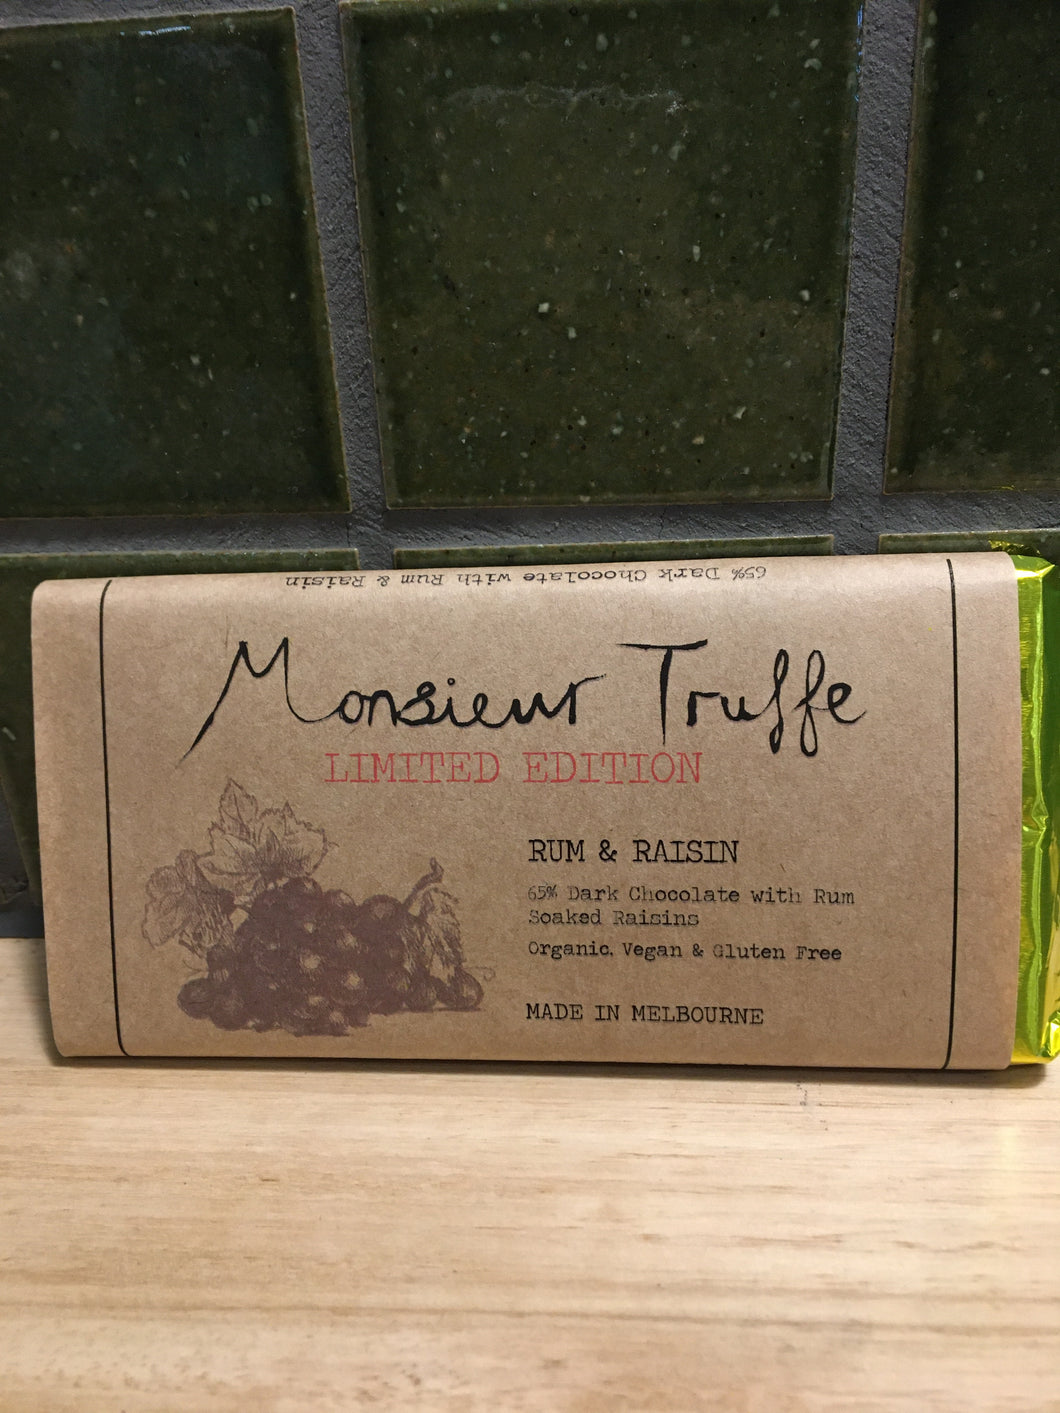 65% Dark Chocolate with Rum & Raisin
Monsieur Truffe
LIMITED EDITION
RUM & RAISIN
65% Dark Chocolate with Rum
Soaked Raisins
Organic, Vegan & Gluten Free
MADE IN MELBOURNE